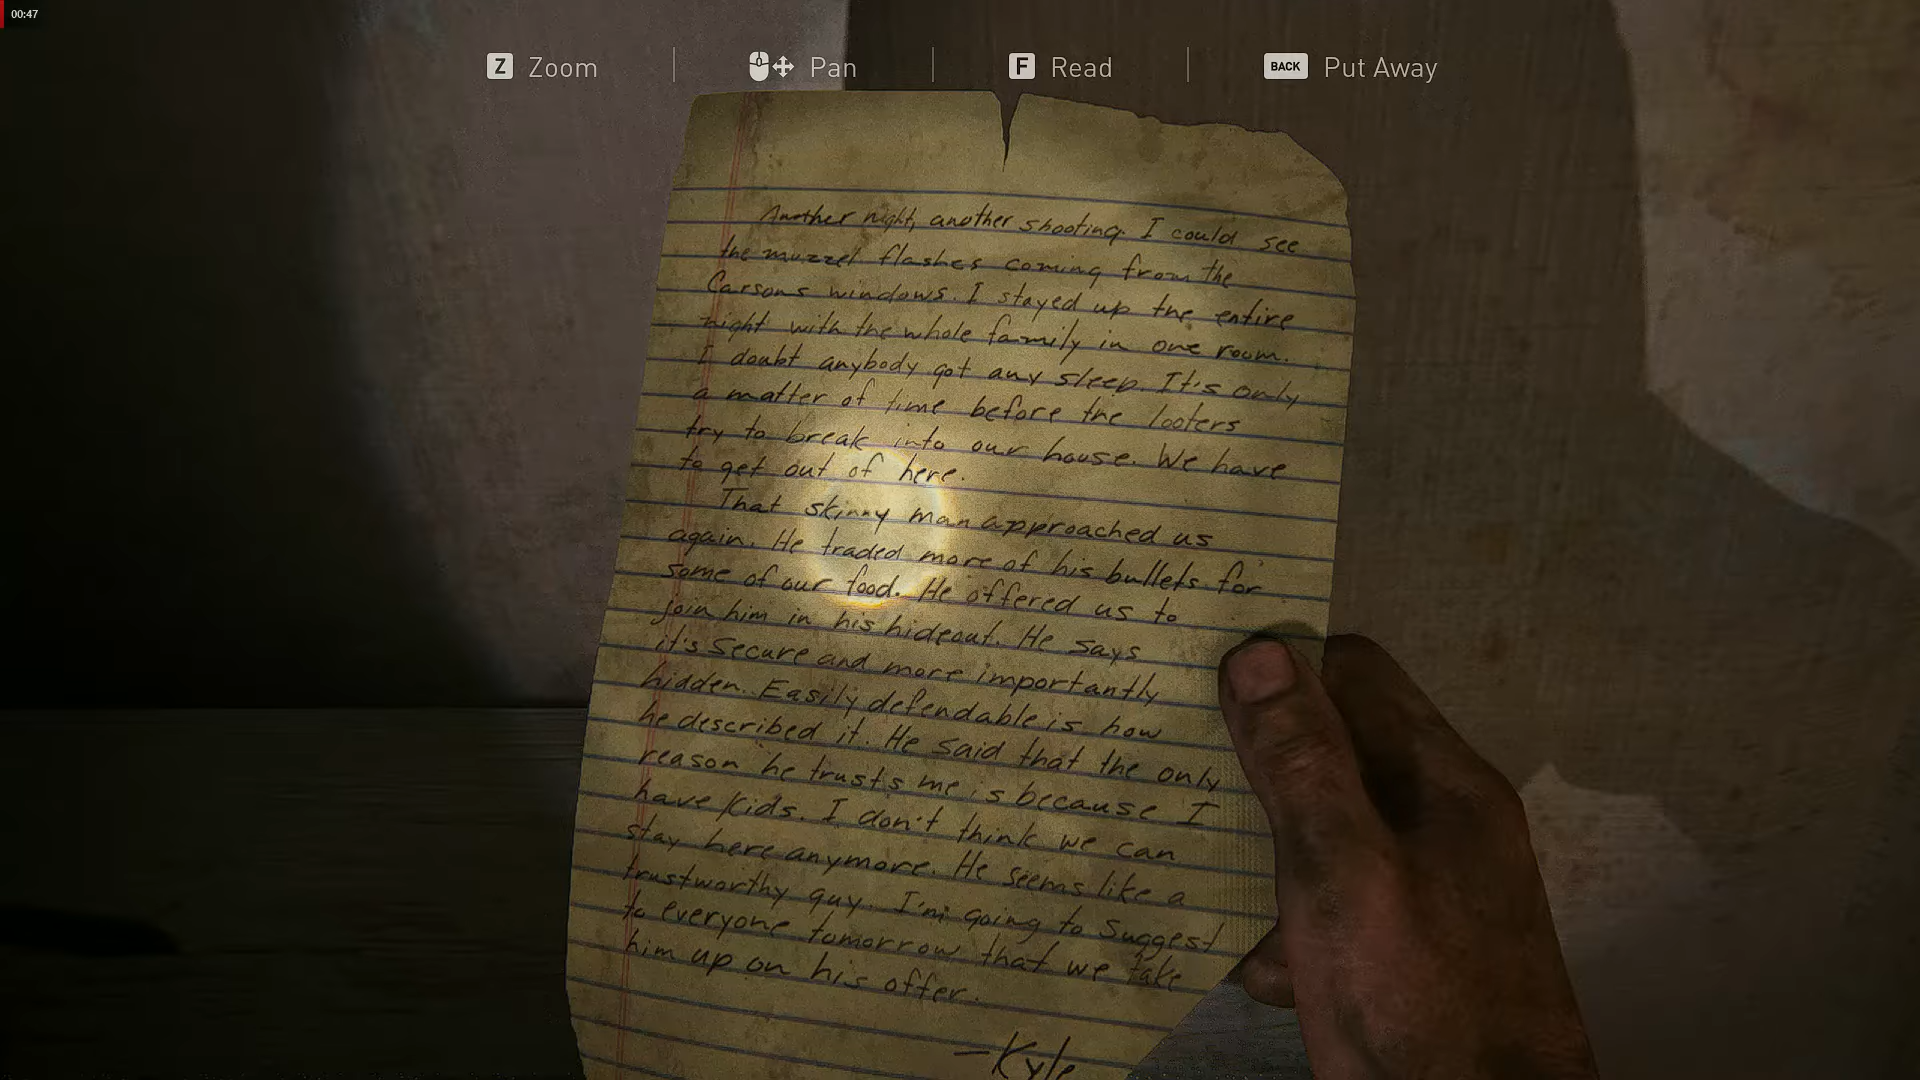 00:47
Z Zoom
Pan
F Read
BACK Put Away
Another night, another shooting. I could see
the muzzel flashes coming from the
Carsons windows. I stayed up the entire
night with the whole family in one room.
I doubt anybody got any sleep. It's only
a matter of time before the looters
try to break into our house. We have
to get out of here.
That skinny man approached us
again. He traded more of his bullets for
some of our food. He offered us to
join him in his hideout. He says
it's secure and more importantly
hidden. Easily defendable is how
he described it. He said that the only
reason he trusts me is because I
have kids. I don't think we can
stay here anymore. He seems like a
trustworthy guy. I'm going to suggest
to everyone tomorrow that we take
him up on his offer.
-Kyle